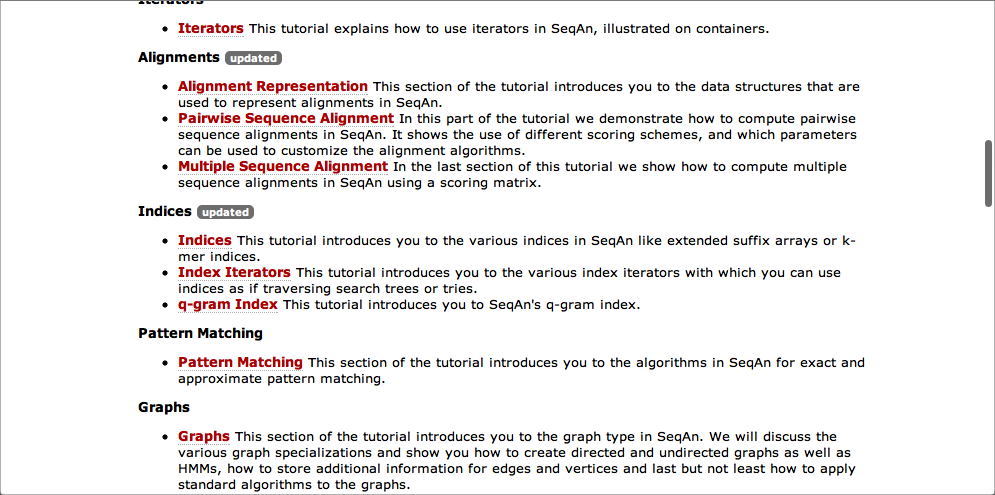 Iterators
Iterators This tutorial explains how to use iterators in SeqAn, illustrated on containers.
Alignments updated
Alignment Representation This section of the tutorial introduces you to the data structures that are
used to represent alignments in SeqAn.
Pairwise Sequence Alignment In this part of the tutorial we demonstrate how to compute pairwise
sequence alignments in SeqAn. It shows the use of different scoring schemes, and which parameters
can be used to customize the alignment algorithms.
Multiple Sequence Alignment In the last section of this tutorial we show how to compute multiple
sequence alignments in SeqAn using a scoring matrix.
Indices updated
Indices This tutorial introduces you to the various indices in SeqAn like extended suffix arrays or k-
mer indices.
Index Iterators This tutorial introduces you to the various index iterators with which you can use
indices as if traversing search trees or tries.
q-gram Index This tutorial introduces you to SeqAn's q-gram index.
Pattern Matching
Pattern Matching This section of the tutorial introduces you to the algorithms in SeqAn for exact and
approximate pattern matching.
Graphs
Graphs This section of the tutorial introduces you to the graph type in SeqAn. We will discuss the
various graph specializations and show you how to create directed and undirected graphs as well as
HMMs, how to store additional information for edges and vertices and last but not least how to apply
standard algorithms to the graphs.